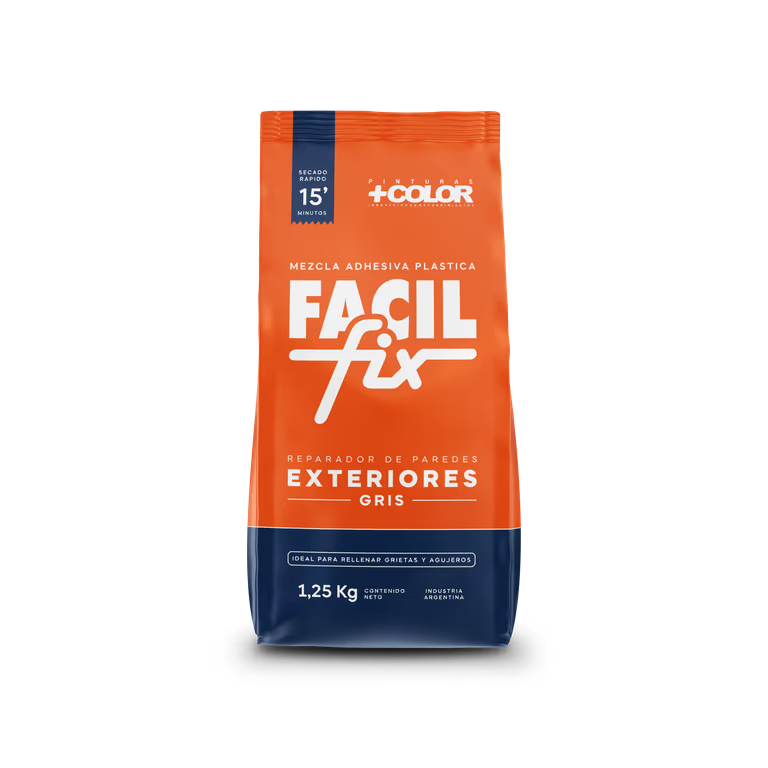 SECADO
RAPIDO
15’
MINUTOS
PINTURAS
+COLOR
MEZCLA ADHESIVA PLASTICA
FACIL
fix
REPARADOR DE PAREDES
EXTERIORES
GRIS
IDEAL PARA RELLENAR GRIETAS Y AGUJEROS
1,25 Kg CONTENIDO NETO
INDUSTRIA ARGENTINA